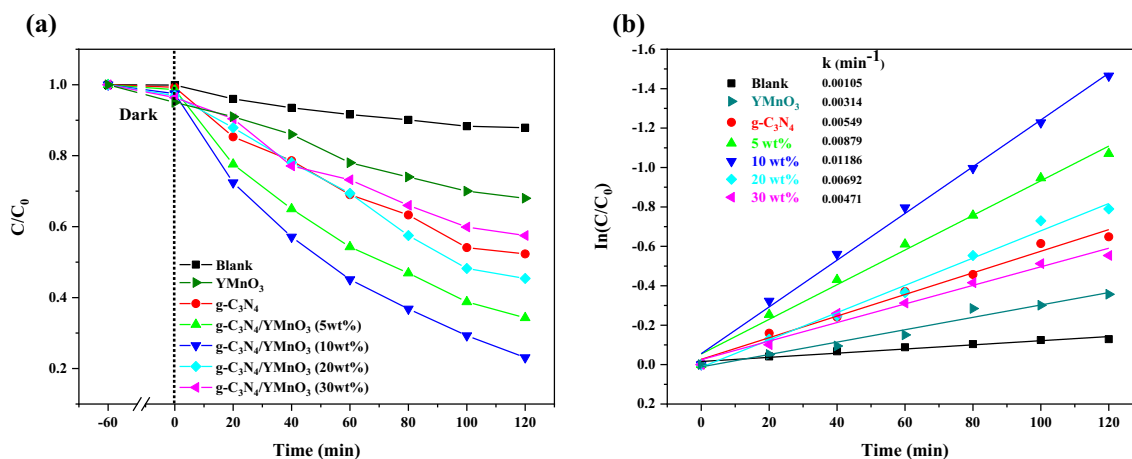 (a)
C/C0
1.0
0.8
0.6
0.4
0.2
Dark
Blank
YMnO3
g-C3N4
g-C3N4/YMnO3 (5wt%)
g-C3N4/YMnO3 (10wt%)
g-C3N4/YMnO3 (20wt%)
g-C3N4/YMnO3 (30wt%)
-60 0 20 40 60 80 100 120
Time (min)
(b)
In(C/C0)
-1.6
-1.4
-1.2
-1.0
-0.8
-0.6
-0.4
-0.2
0.0
0.2
k (min-1)
Blank 0.00105
YMnO3 0.00314
g-C3N4 0.00549
5 wt% 0.00879
10 wt% 0.01186
20 wt% 0.00692
30 wt% 0.00471
0 20 40 60 80 100 120
Time (min)